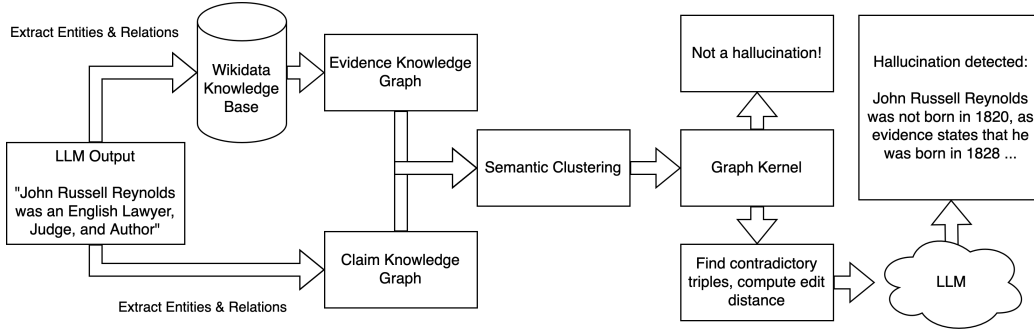 Extract Entities & Relations
Wikidata
Knowledge
Base
Evidence Knowledge
Graph
LLM Output
"John Russell Reynolds
was an English Lawyer,
Judge, and Author"
Claim Knowledge
Graph
Extract Entities & Relations
Semantic Clustering
Not a hallucination!
Graph Kernel
Find contradictory
triples, compute edit
distance
LLM
Hallucination detected:
John Russell Reynolds
was not born in 1820, as
evidence states that he
was born in 1828 ...